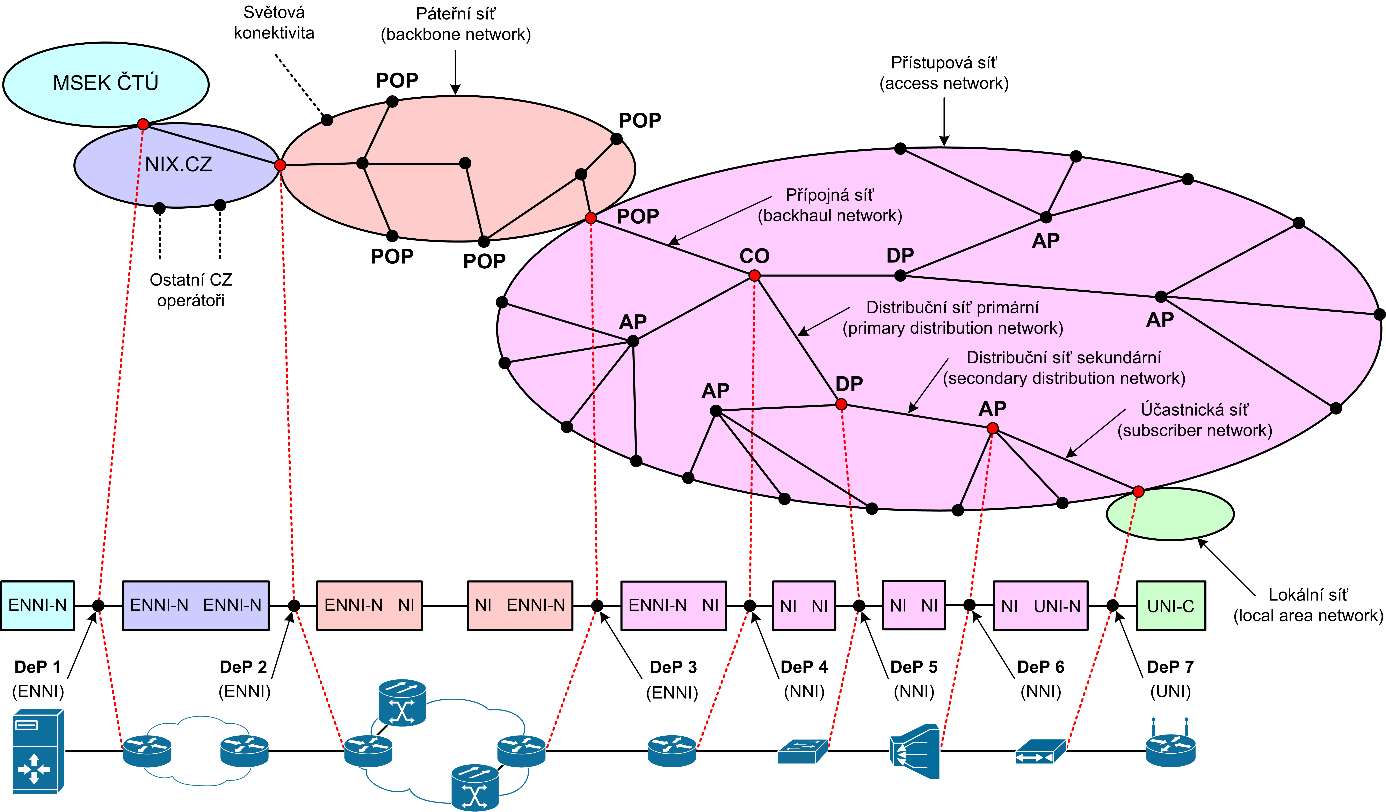 Světová
konektivita
Páteřní síť
(backbone network)
Přístupová síť
(access network)
MSEK ČTÚ
POP
POP
NIX.CZ
Přípojná síť
(backhaul network)
POP
AP
POP
POP
CO
DP
Ostatní CZ
operátoři
AP
AP
Distribuční síť primární
(primary distribution network)
Distribuční síť sekundární
(secondary distribution network)
DP
AP
AP
Účastnická síť
(subscriber network)
Lokální síť
(local area network)
ENNI-N
ENNI-N ENNI-N
ENNI-N NI
NI ENNI-N
ENNI-N NI
NI NI
NI NI
NI UNI-N
UNI-C
DeP 1
(ENNI)
DeP 2
(ENNI)
DeP 3
(ENNI)
DeP 4
(NNI)
DeP 5
(NNI)
DeP 6
(NNI)
DeP 7
(UNI)